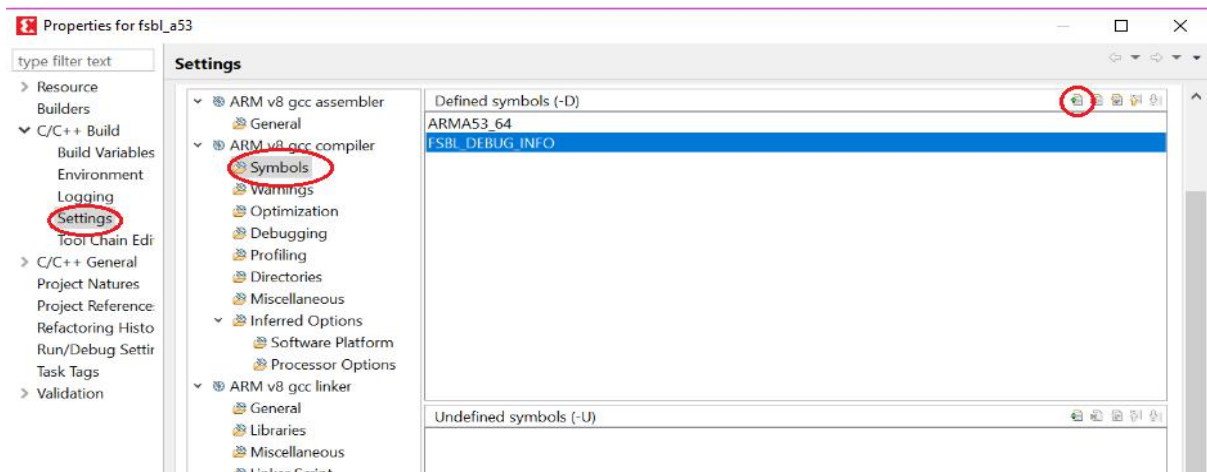 Properties for fsbl_a53
type filter text
Resource
Builders
C/C++ Build
Build Variables
Environment
Logging
Settings
Tool Chain Edi
C/C++ General
Project Natures
Project Reference
Refactoring Histo
Run/Debug Settin
Task Tags
Validation
Settings
ARM v8 gcc assembler
General
ARM v8 gcc compiler
Symbols
Warnings
Optimization
Debugging
Profiling
Directories
Miscellaneous
Inferred Options
Software Platform
Processor Options
ARM v8 gcc linker
General
Libraries
Miscellaneous
Linker Script
Defined symbols (-D)
ARMA53_64
FSBL_DEBUG_INFO
Undefined symbols (-U)